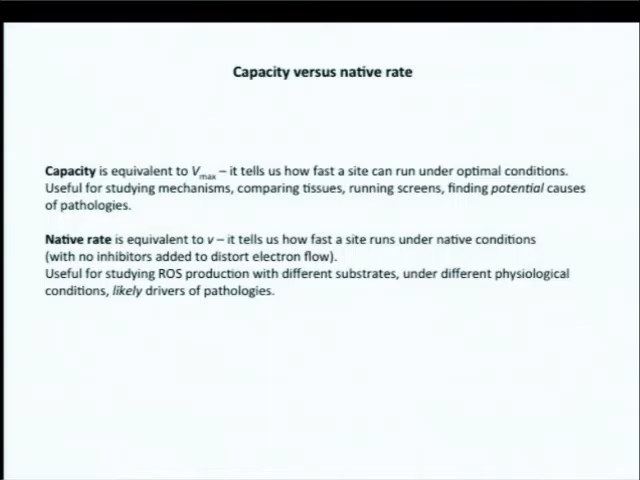 Capacity versus native rate
Capacity is equivalent to Vmax – it tells us how fast a site can run under optimal conditions.
Useful for studying mechanisms, comparing tissues, running screens, finding potential causes
of pathologies.
Native rate is equivalent to v – it tells us how fast a site runs under native conditions
(with no inhibitors added to distort electron flow).
Useful for studying ROS production with different substrates, under different physiological
conditions, likely drivers of pathologies.